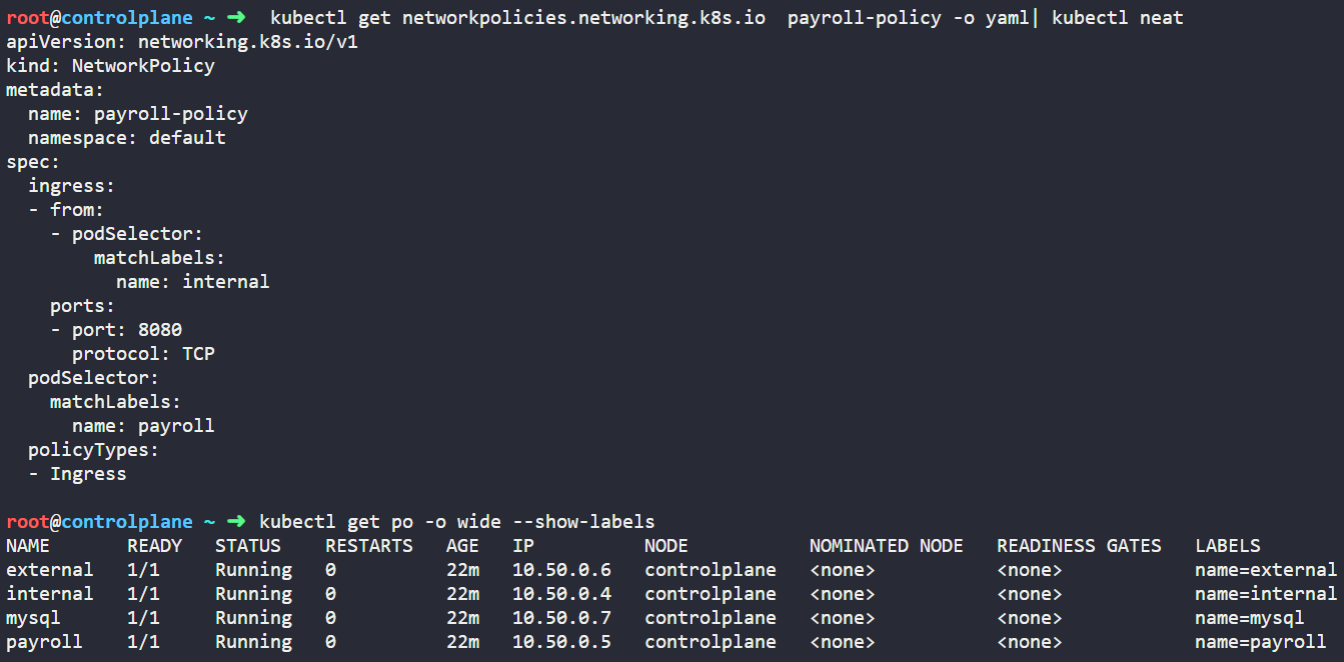 root@controlplane ~ ➜  kubectl get networkpolicies.networking.k8s.io  payroll-policy -o yaml| kubectl neat
apiVersion: networking.k8s.io/v1
kind: NetworkPolicy
metadata:
  name: payroll-policy
  namespace: default
spec:
  ingress:
  - from:
    - podSelector:
        matchLabels:
          name: internal
    ports:
    - port: 8080
      protocol: TCP
  podSelector:
    matchLabels:
      name: payroll
  policyTypes:
  - Ingress

root@controlplane ~ ➜ kubectl get po -o wide --show-labels
NAME       READY   STATUS    RESTARTS   AGE   IP          NODE           NOMINATED NODE   READINESS GATES   LABELS
external   1/1     Running   0          22m   10.50.0.6   controlplane   <none>           <none>            name=external
internal   1/1     Running   0          22m   10.50.0.4   controlplane   <none>           <none>            name=internal
mysql      1/1     Running   0          22m   10.50.0.7   controlplane   <none>           <none>            name=mysql
payroll    1/1     Running   0          22m   10.50.0.5   controlplane   <none>           <none>            name=payroll